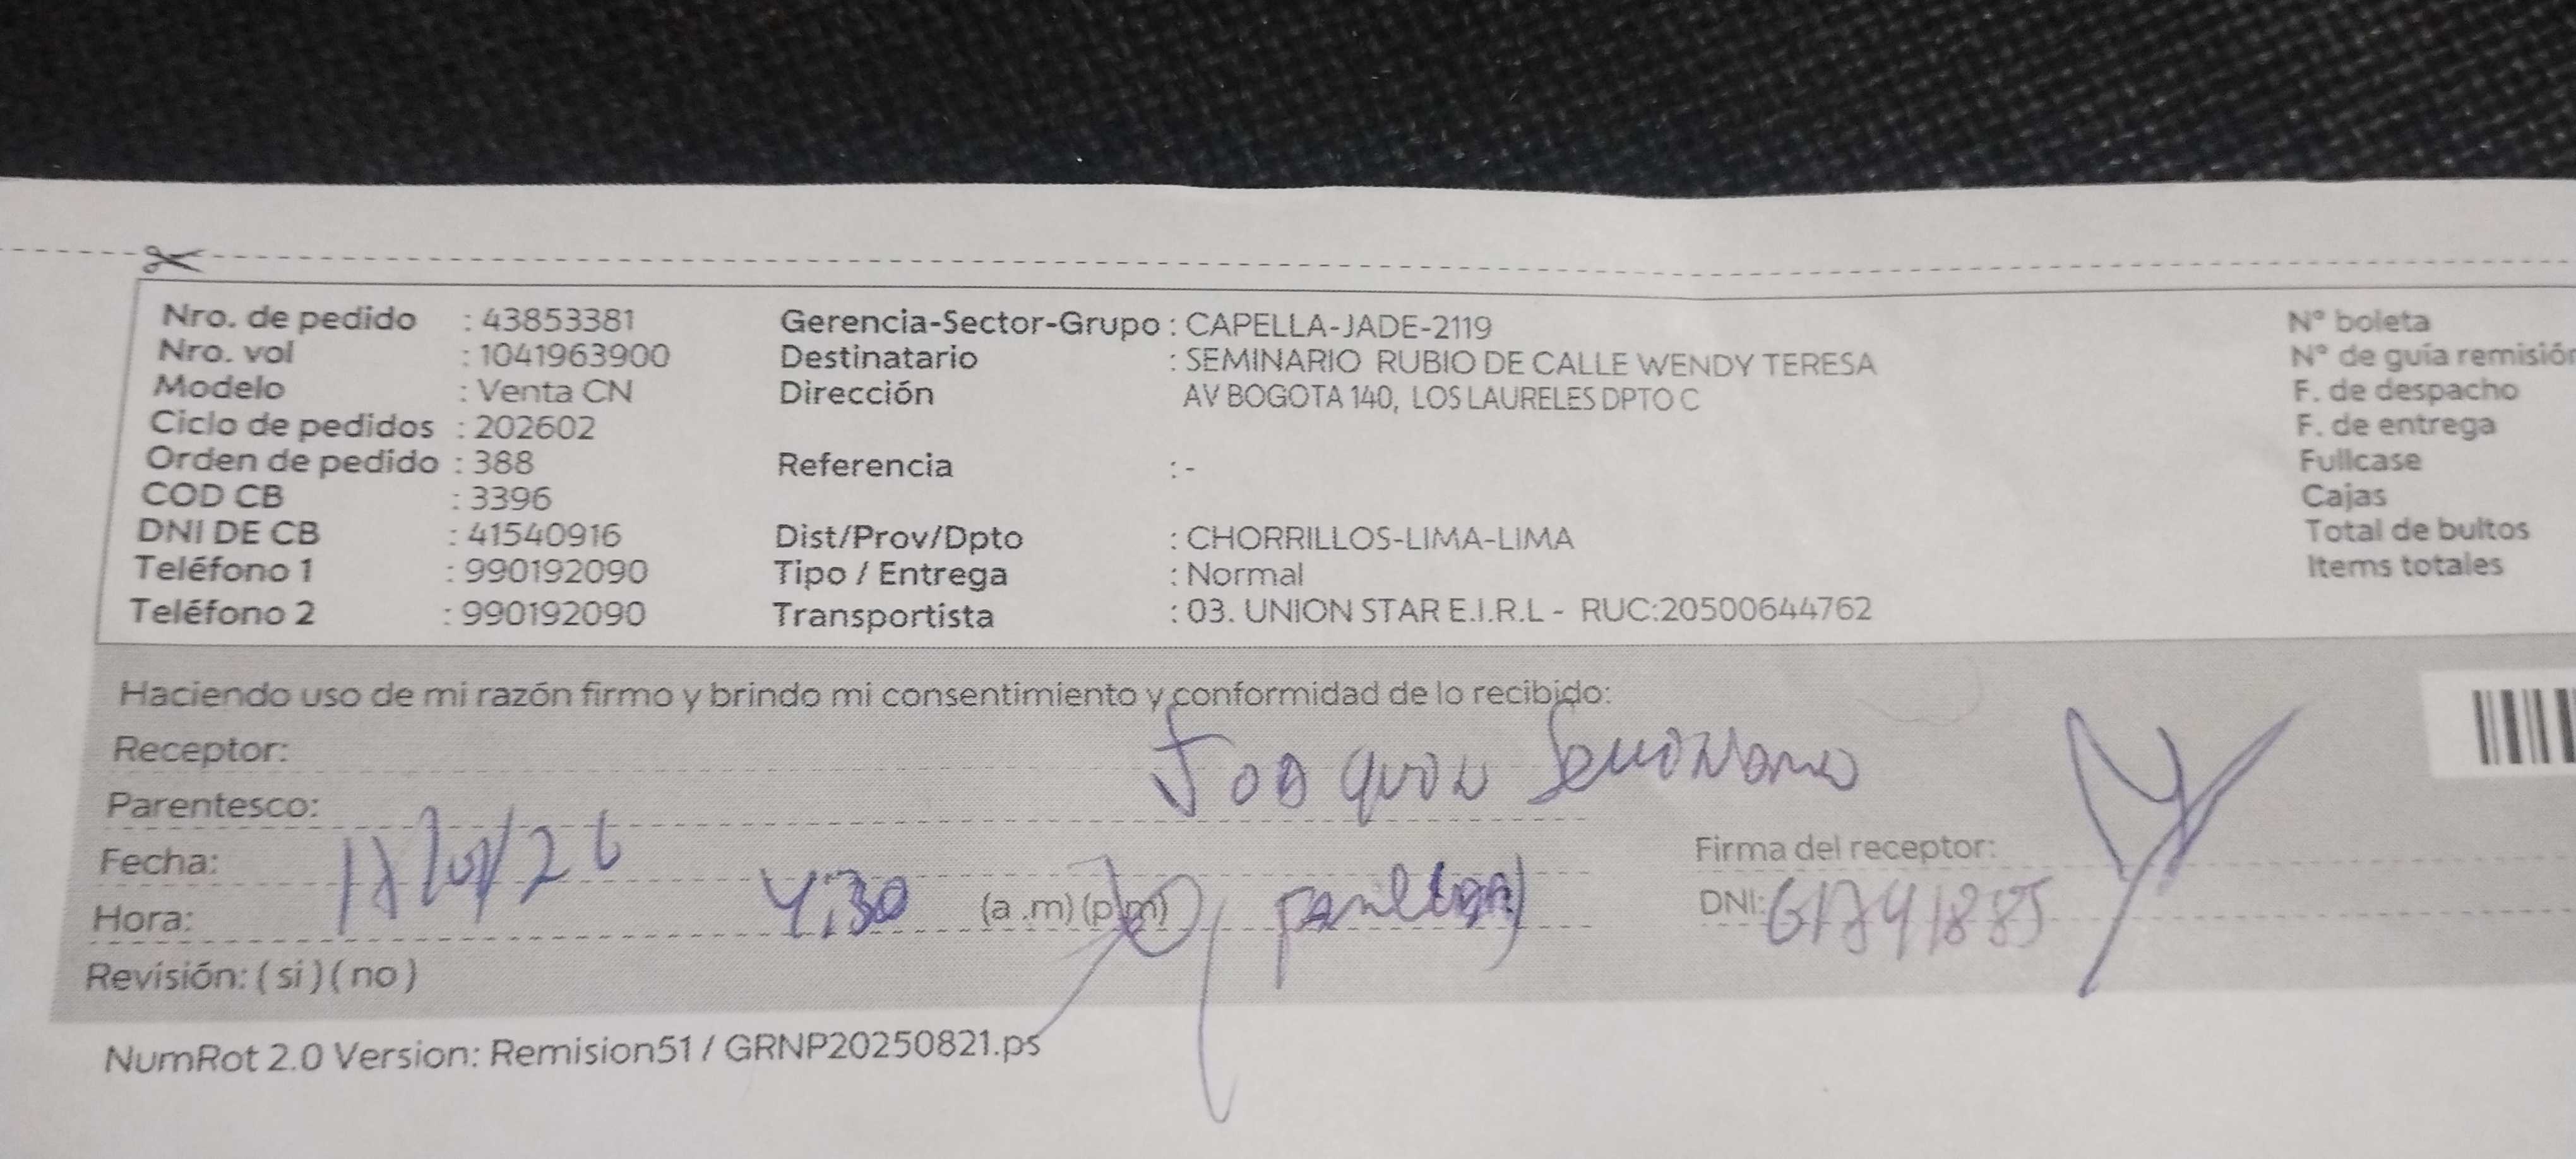 Nro. de pedido : 43853381 Gerencia-Sector-Grupo : CAPELLA-JADE-2119 N° boleta
Nro. vol : 1041963900 Destinatario : SEMINARIO RUBIO DE CALLE WENDY TERESA N° de guía remisión
Modelo : Venta CN Dirección AV BOGOTA 140, LOS LAURELES DPTO C F. de despacho
Ciclo de pedidos : 202602 F. de entrega
Orden de pedido : 388 Referencia : - Fullcase
COD CB : 3396 Cajas
DNI DE CB : 41540916 Dist/Prov/Dpto : CHORRILLOS-LIMA-LIMA Total de bultos
Teléfono 1 : 990192090 Tipo / Entrega : Normal Items totales
Teléfono 2 : 990192090 Transportista : 03. UNION STAR E.I.R.L - RUC:20500644762
Haciendo uso de mi razón firmo y brindo mi consentimiento y conformidad de lo recibido:
Receptor: Joaquin
Parentesco:
Fecha: Firma del receptor:
Hora: 4:30 (a .m) (p.m) DNI:
Revisión: ( si ) ( no )
NumRot 2.0 Version: Remision51 / GRNP20250821.ps